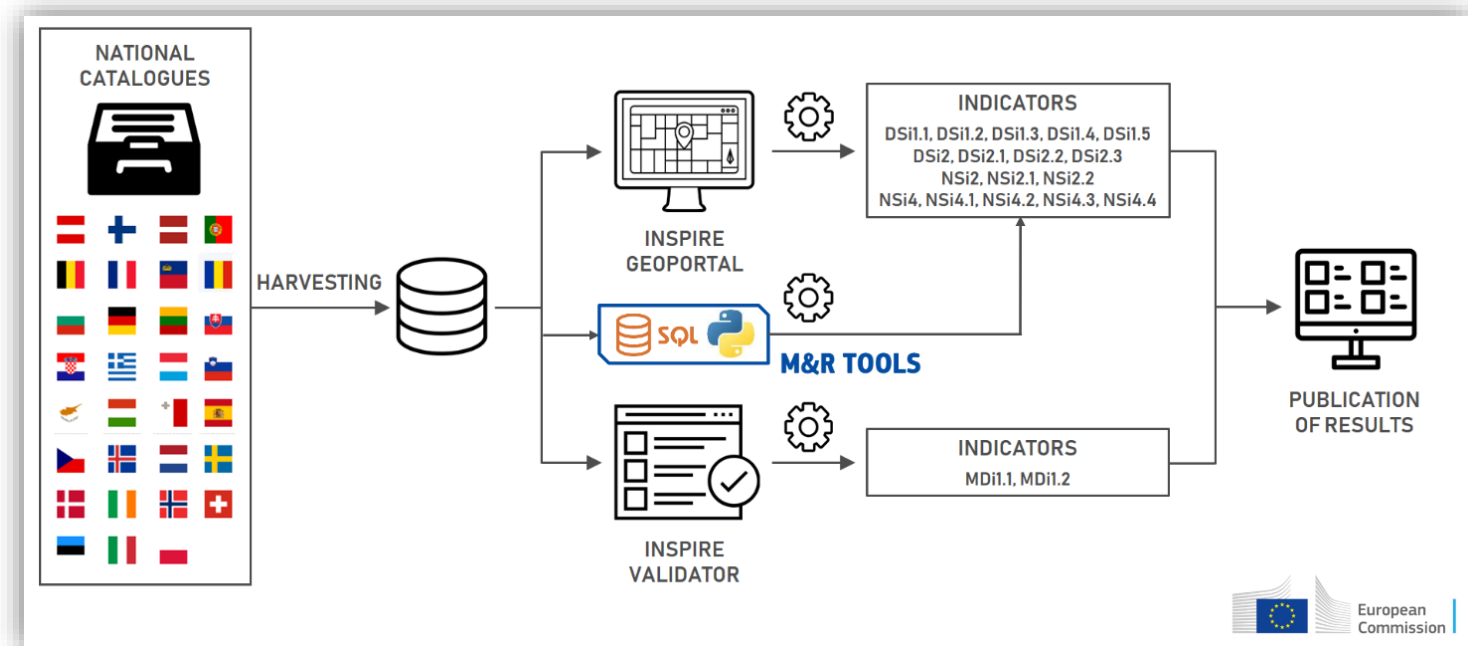 NATIONAL
CATALOGUES
HARVESTING
INSPIRE
GEOPORTAL
SQL
M&R TOOLS
INSPIRE
VALIDATOR
INDICATORS
DSi1.1, DSi1.2, DSi1.3, DSi1.4, DSi1.5
DSi2, DSi2.1, DSi2.2, DSi2.3
NSi2, NSi2.1, NSi2.2
NSi4, NSi4.1, NSi4.2, NSi4.3, NSi4.4
INDICATORS
MDi1.1, MDi1.2
PUBLICATION
OF RESULTS
European
Commission